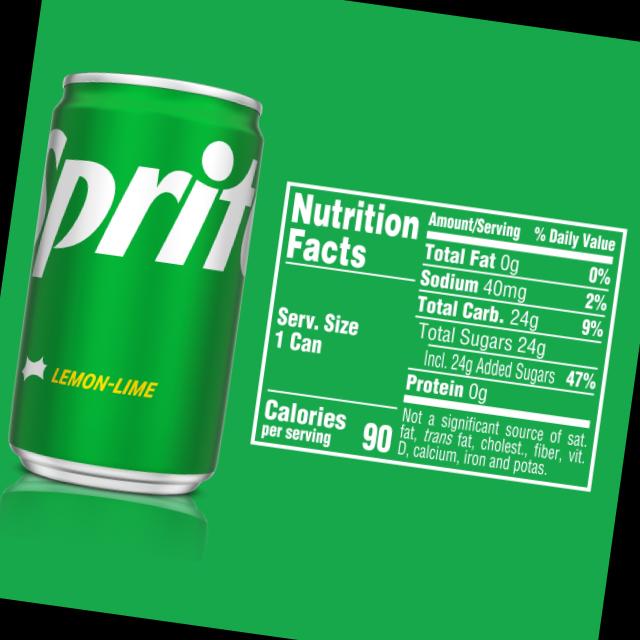 Sprit
LEMON-LIME
Nutrition
Facts
Serv. Size
1 Can
Calories
per serving
90
Amount/Serving % Daily Value
Total Fat 0g 0%
Sodium 40mg 2%
Total Carb. 24g 9%
Total Sugars 24g
Incl. 24g Added Sugars 47%
Protein 0g
Not a significant source of sat.
fat, trans fat, cholest., fiber, vit.
D, calcium, iron and potas.